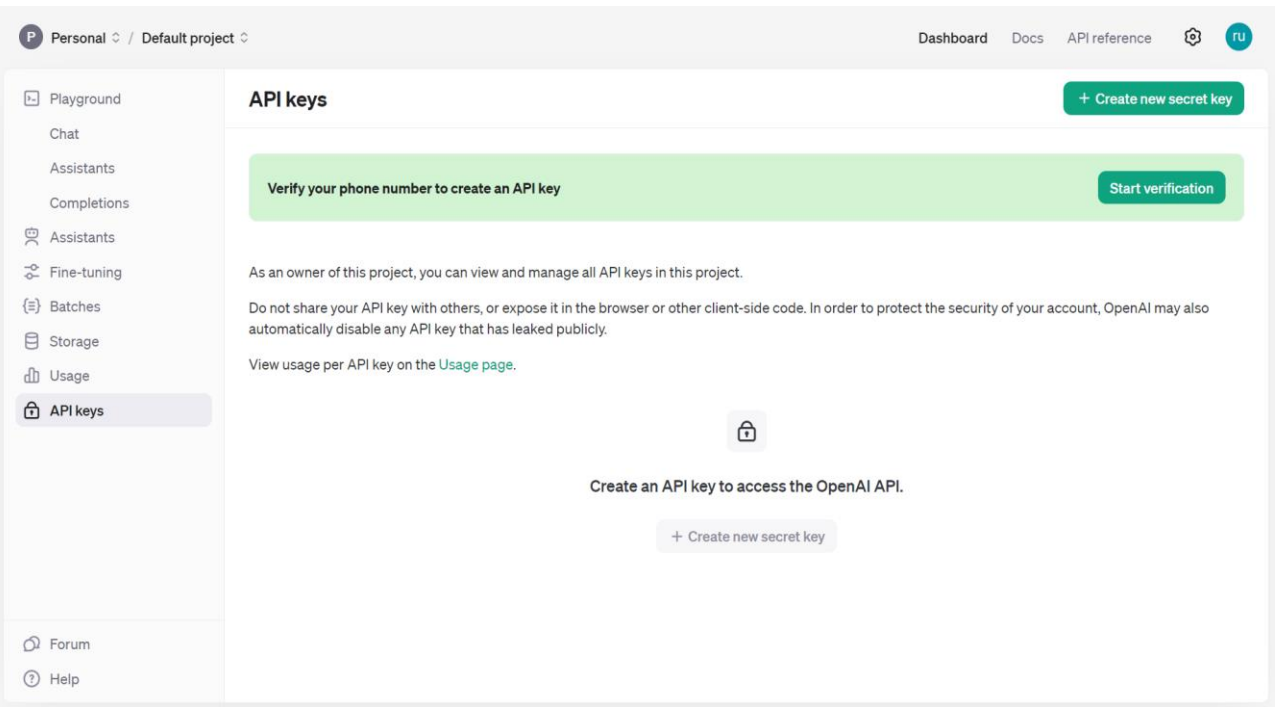 P Personal / Default project
Dashboard Docs API reference ru
Playground
Chat
Assistants
Completions
Assistants
Fine-tuning
Batches
Storage
Usage
API keys
Forum
Help
API keys
+ Create new secret key
Verify your phone number to create an API key
Start verification
As an owner of this project, you can view and manage all API keys in this project.
Do not share your API key with others, or expose it in the browser or other client-side code. In order to protect the security of your account, OpenAI may also
automatically disable any API key that has leaked publicly.
View usage per API key on the Usage page.
Create an API key to access the OpenAI API.
+ Create new secret key